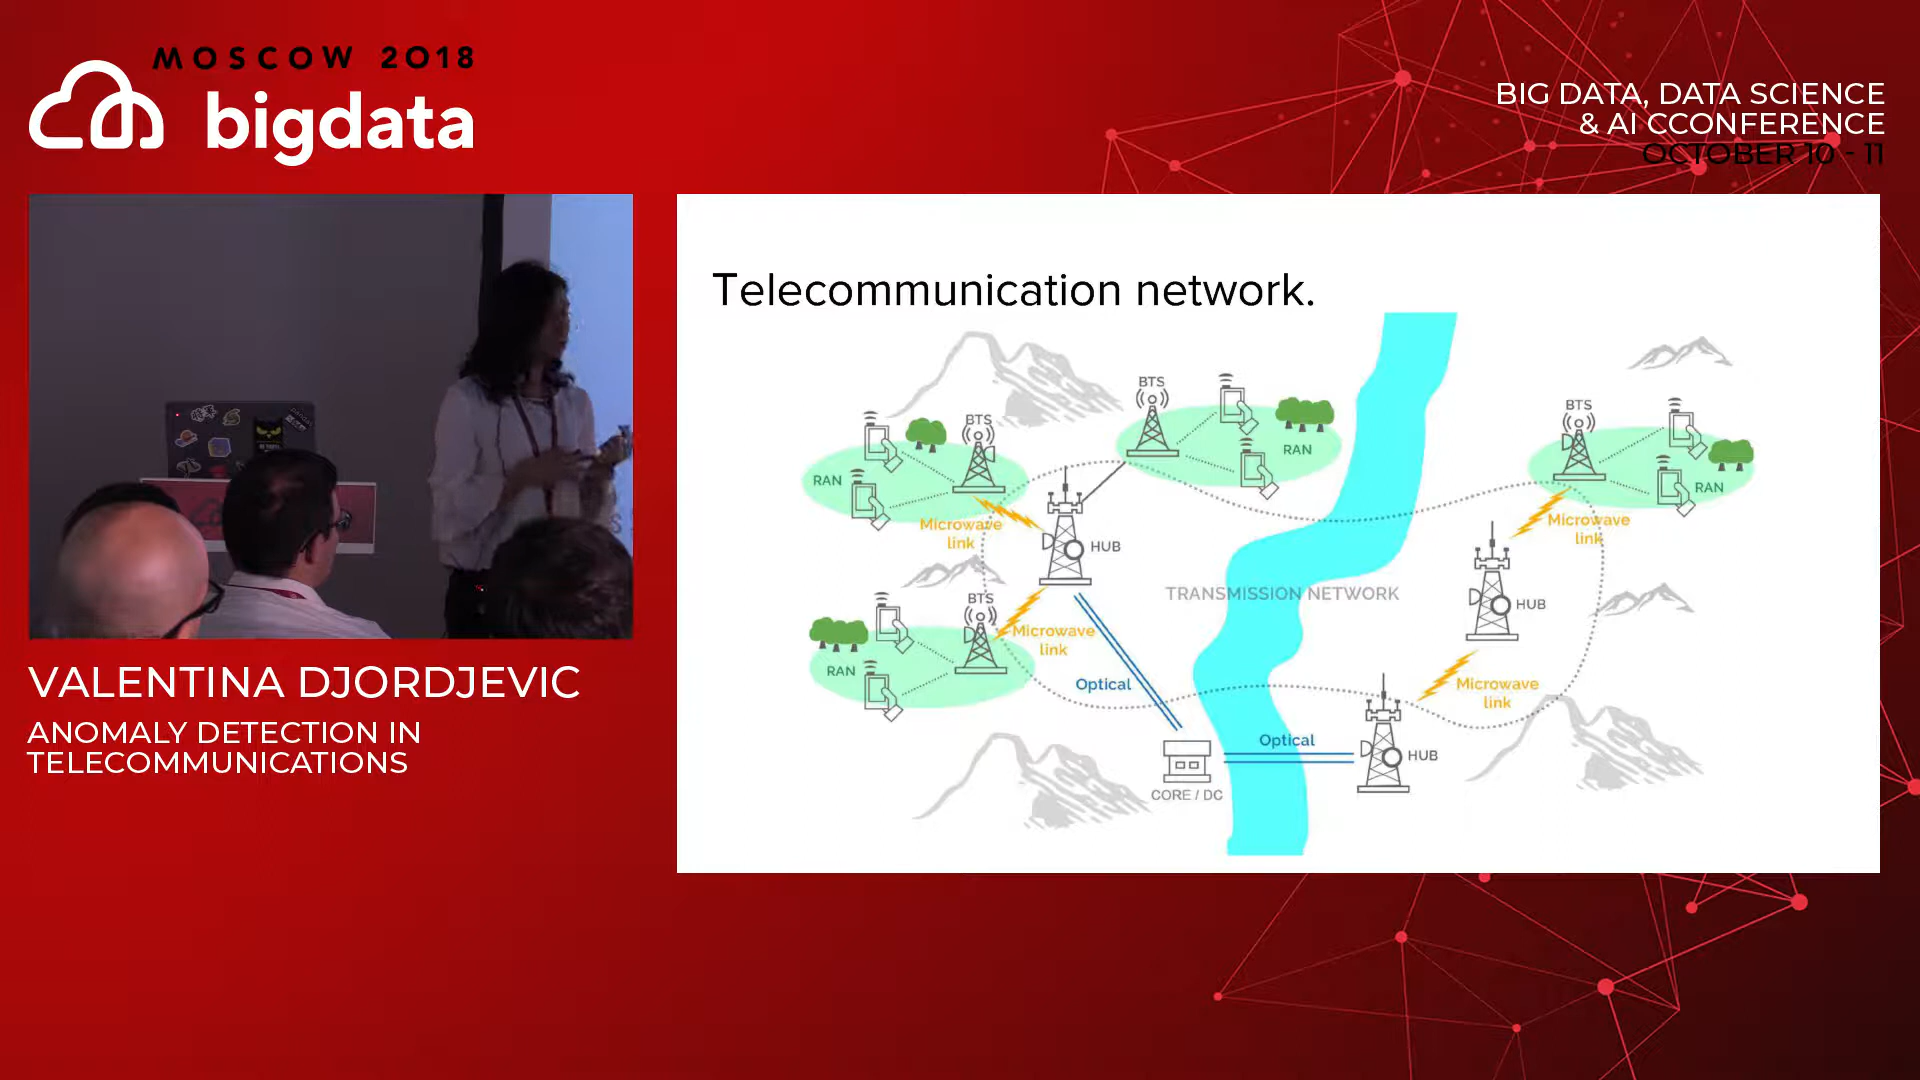 MOSCOW 2018
bigdata
BIG DATA, DATA SCIENCE
& AI CCONFERENCE
OCTOBER 10 - 11
VALENTINA DJORDJEVIC
ANOMALY DETECTION IN
TELECOMMUNICATIONS
Telecommunication network.
BTS
RAN
BTS
RAN
BTS
RAN
Microwave
link
HUB
Microwave
link
HUB
TRANSMISSION NETWORK
BTS
RAN
Microwave
link
Optical
Microwave
link
Optical
HUB
CORE / DC